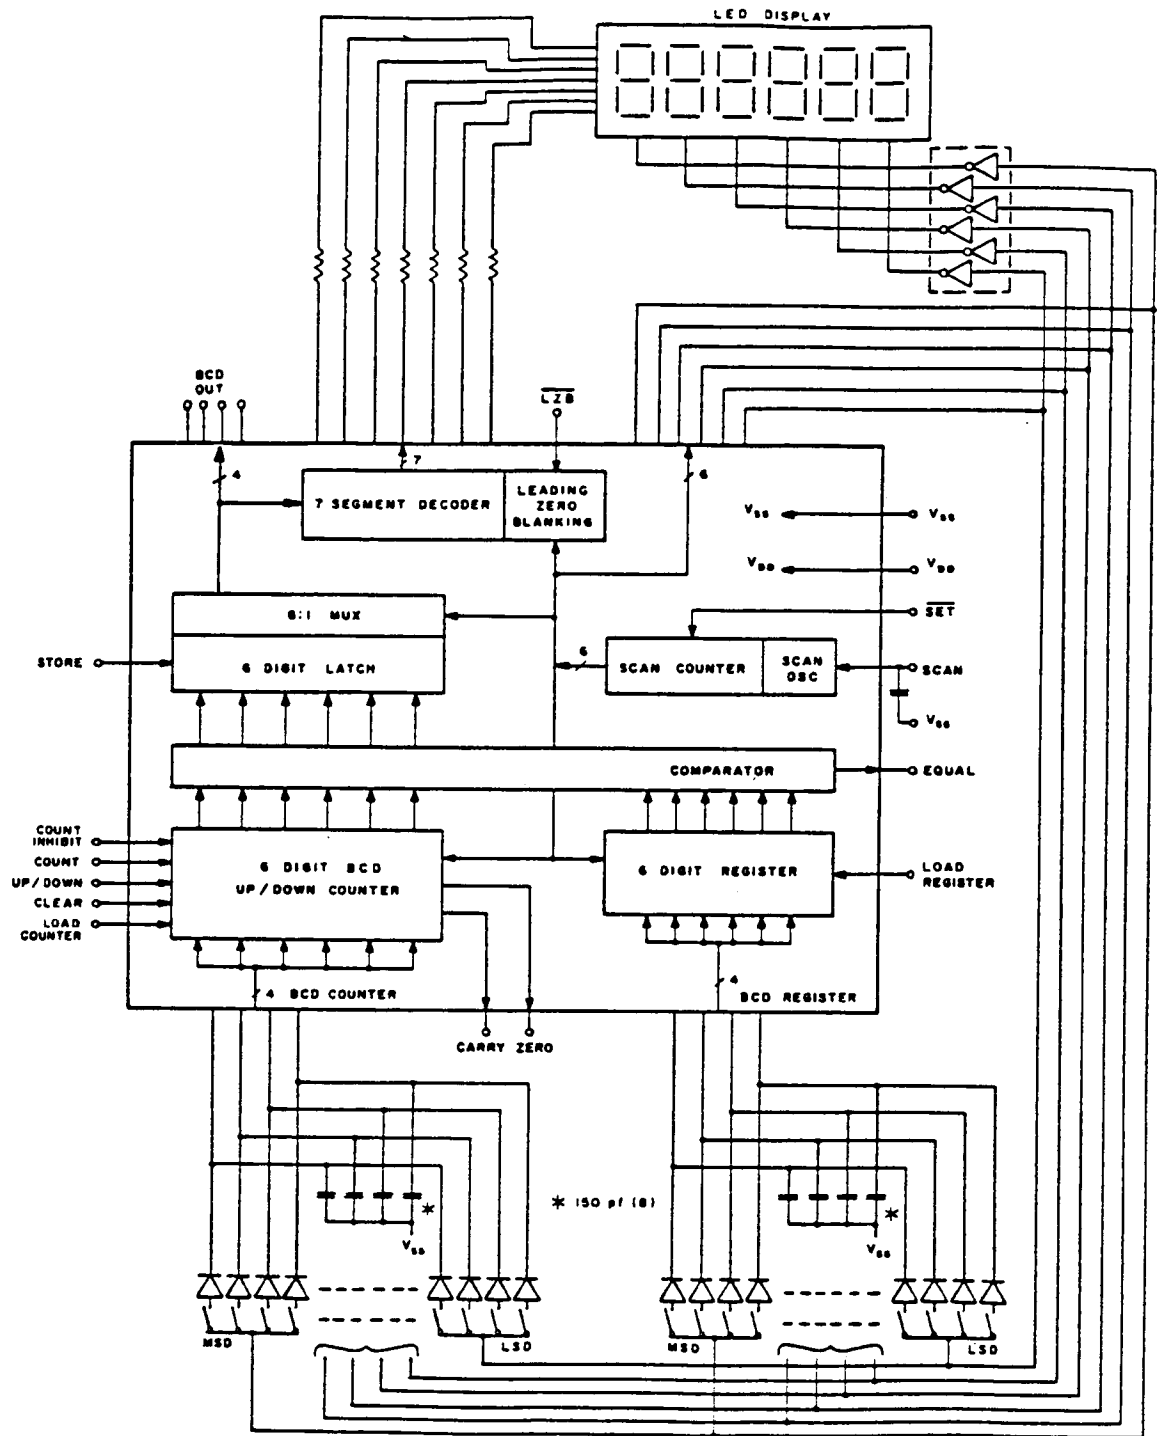 LED DISPLAY
BCD
OUT
L̅Z̅B̅
4
7
6
7 SEGMENT DECODER
LEADING
ZERO
BLANKING
VSS
VSS
VDD
VDD
6:1 MUX
S̅E̅T̅
STORE
6 DIGIT LATCH
6
SCAN COUNTER
SCAN
OSC
SCAN
VSS
COMPARATOR
EQUAL
COUNT
INHIBIT
COUNT
UP/DOWN
CLEAR
LOAD
COUNTER
6 DIGIT BCD
UP/DOWN COUNTER
6 DIGIT REGISTER
LOAD
REGISTER
4 BCD COUNTER
4
BCD REGISTER
CARRY ZERO
* 150 pf (8)
*
*
VSS
VSS
MSD
LSD
MSD
LSD